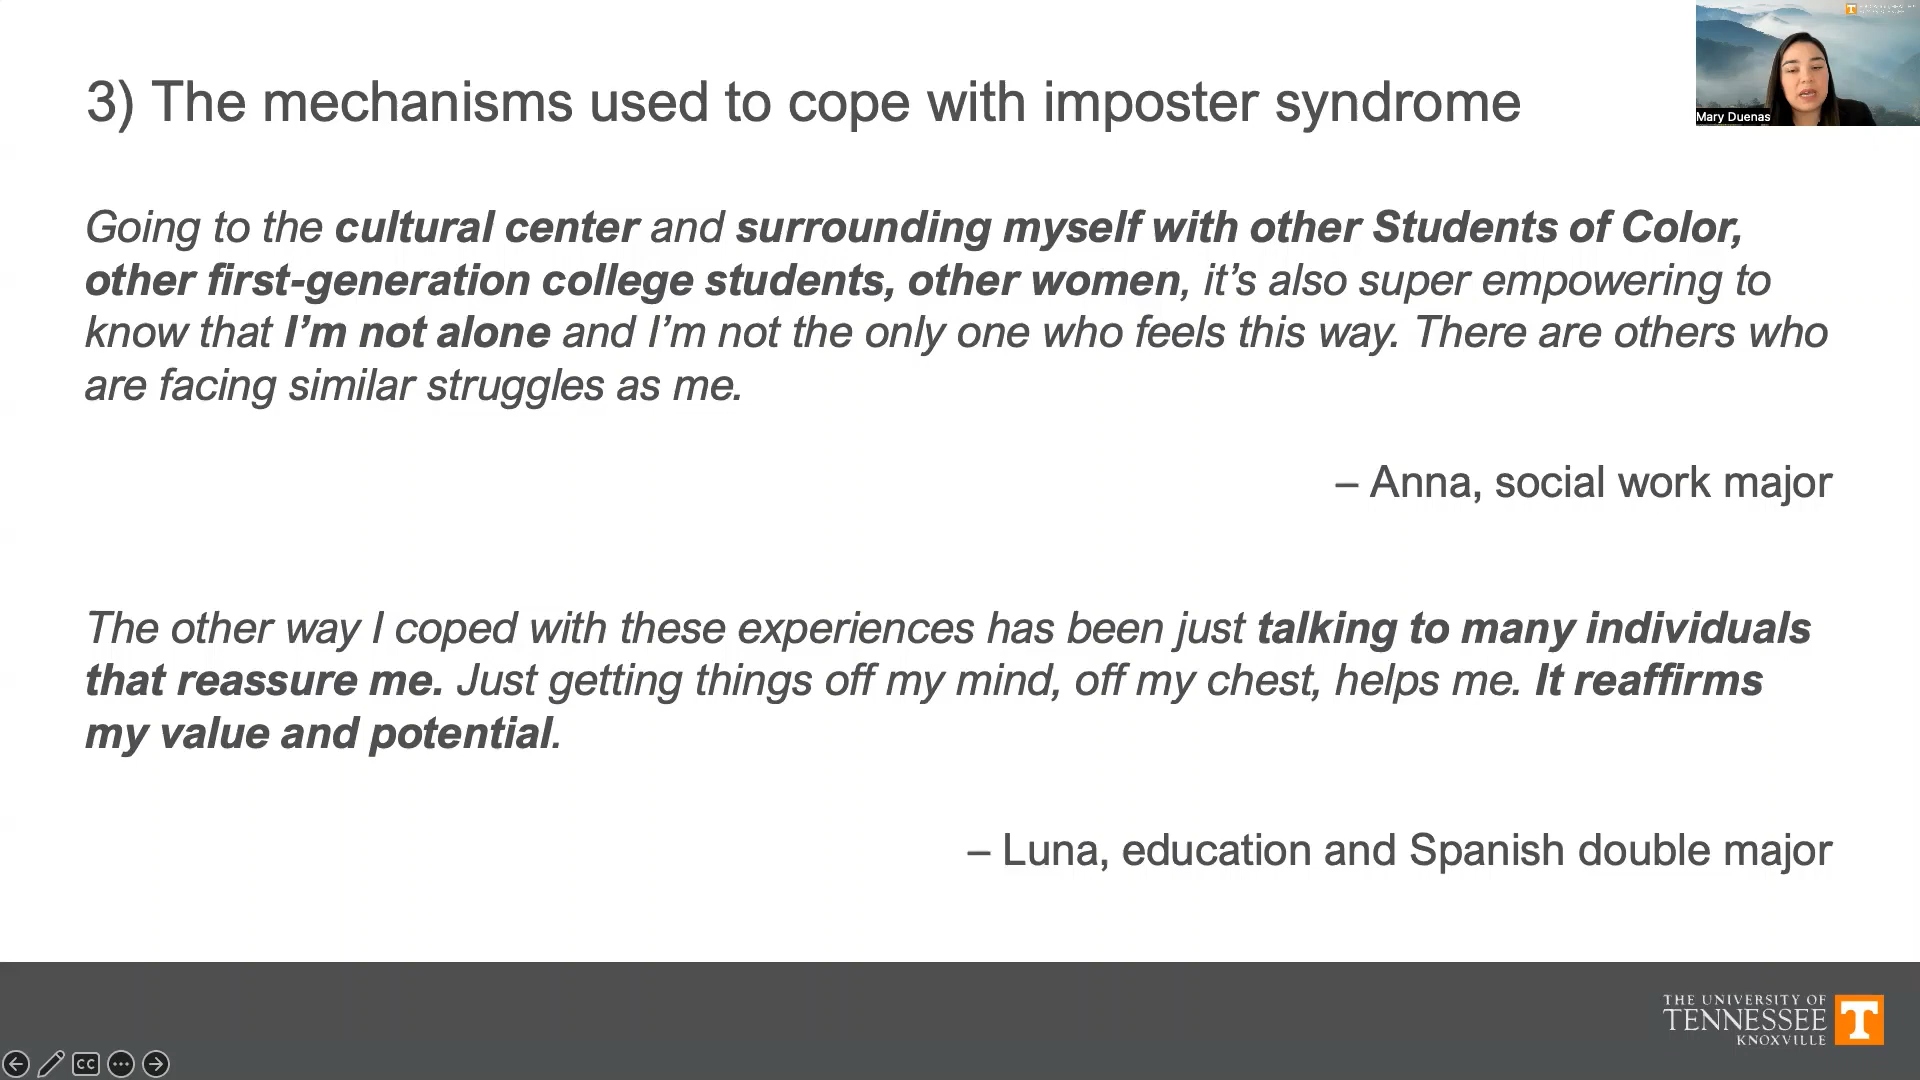 3) The mechanisms used to cope with imposter syndrome
Mary Duenas
Going to the cultural center and surrounding myself with other Students of Color,
other first-generation college students, other women, it’s also super empowering to
know that I’m not alone and I’m not the only one who feels this way. There are others who
are facing similar struggles as me.
– Anna, social work major
The other way I coped with these experiences has been just talking to many individuals
that reassure me. Just getting things off my mind, off my chest, helps me. It reaffirms
my value and potential.
– Luna, education and Spanish double major
THE UNIVERSITY OF
TENNESSEE
KNOXVILLE
T
CC